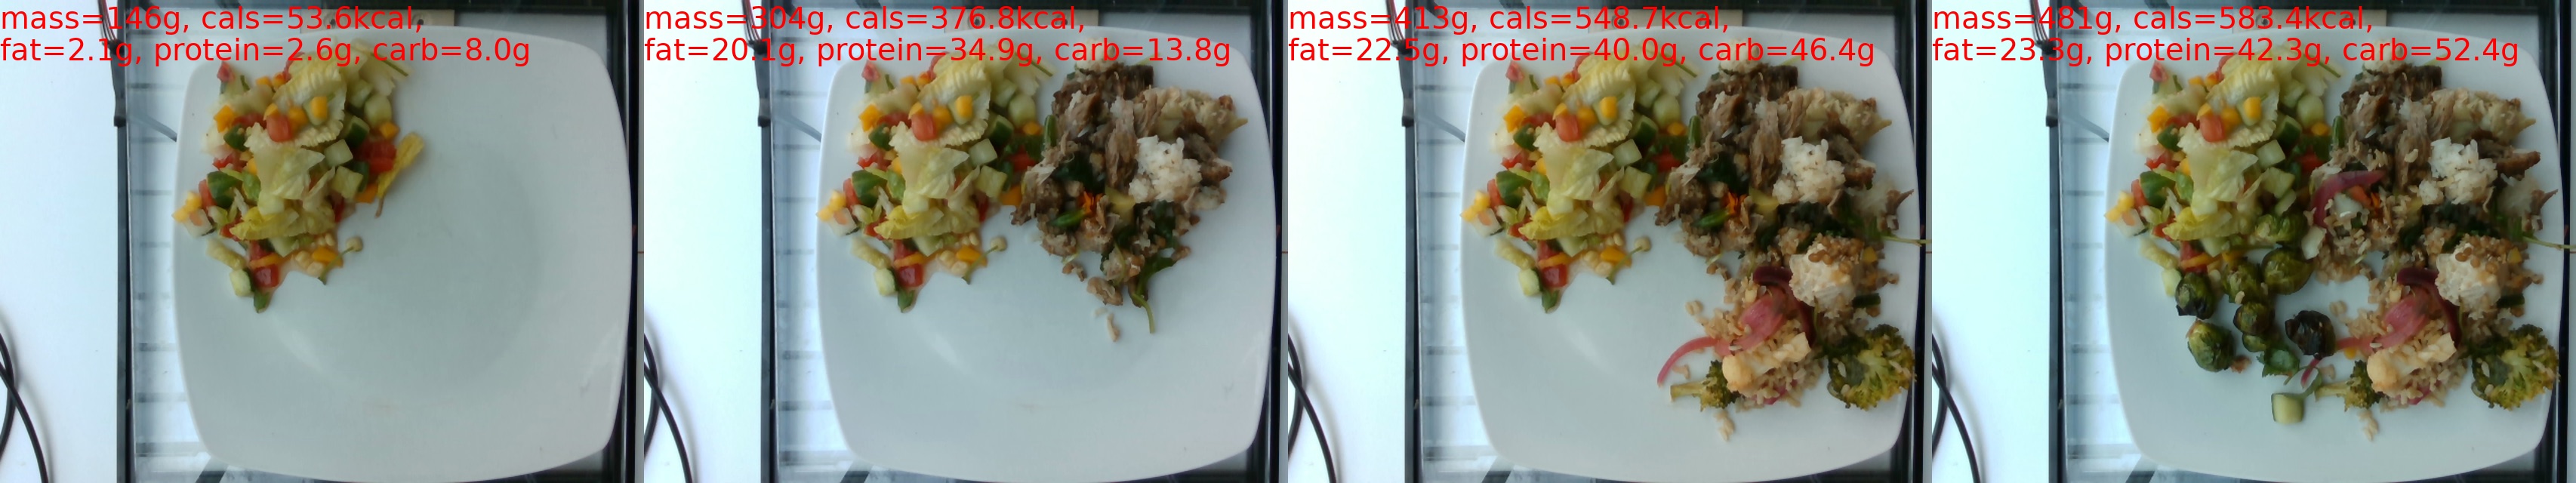 mass=146g, cals=53.6kcal,
fat=2.1g, protein=2.6g, carb=8.0g
mass=304g, cals=376.8kcal,
fat=20.1g, protein=34.9g, carb=13.8g
mass=413g, cals=548.7kcal,
fat=22.5g, protein=40.0g, carb=46.4g
mass=481g, cals=583.4kcal,
fat=23.3g, protein=42.3g, carb=52.4g